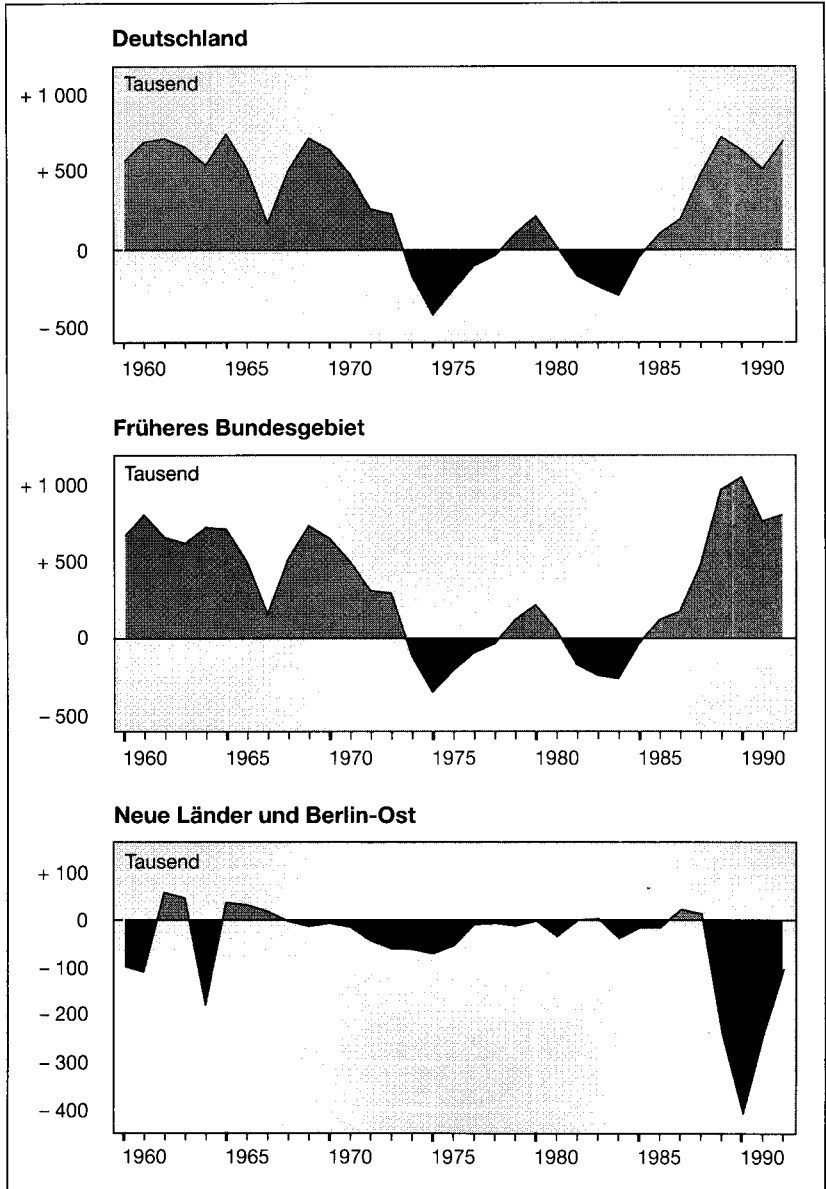 Deutschland
Tausend
+ 1 000
+ 500
0
– 500
1960 1965 1970 1975 1980 1985 1990
Früheres Bundesgebiet
Tausend
+ 1 000
+ 500
0
– 500
1960 1965 1970 1975 1980 1985 1990
Neue Länder und Berlin-Ost
Tausend
+ 100
0
– 100
– 200
– 300
– 400
1960 1965 1970 1975 1980 1985 1990